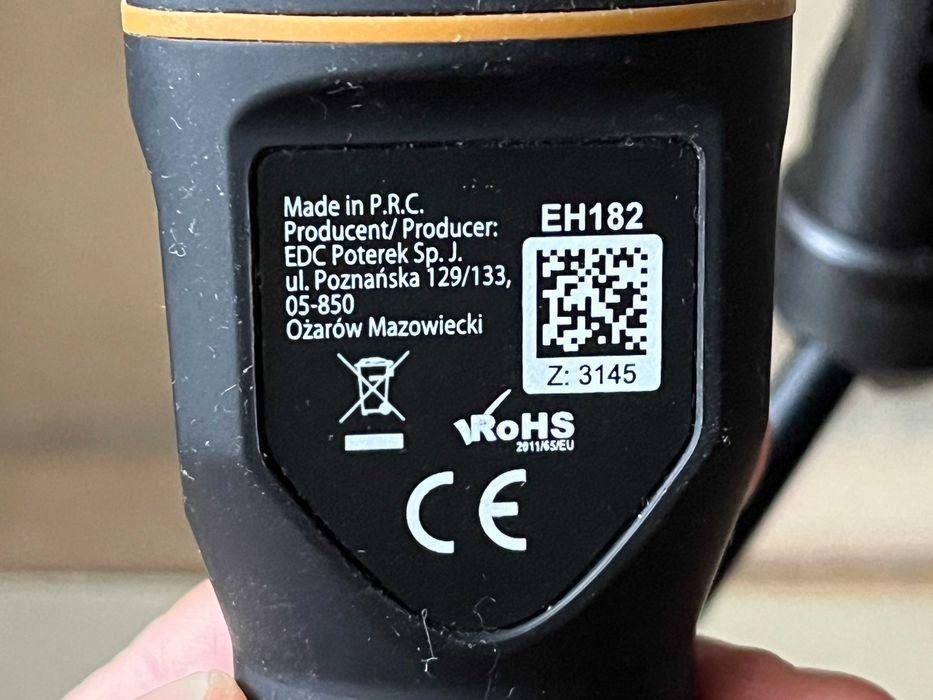 Made in P.R.C.
Producent/ Producer:
EDC Poterek Sp. J.
ul. Poznańska 129/133,
05-850
Ożarów Mazowiecki
EH182
Z: 3145
RoHS
2011/65/EU
CE